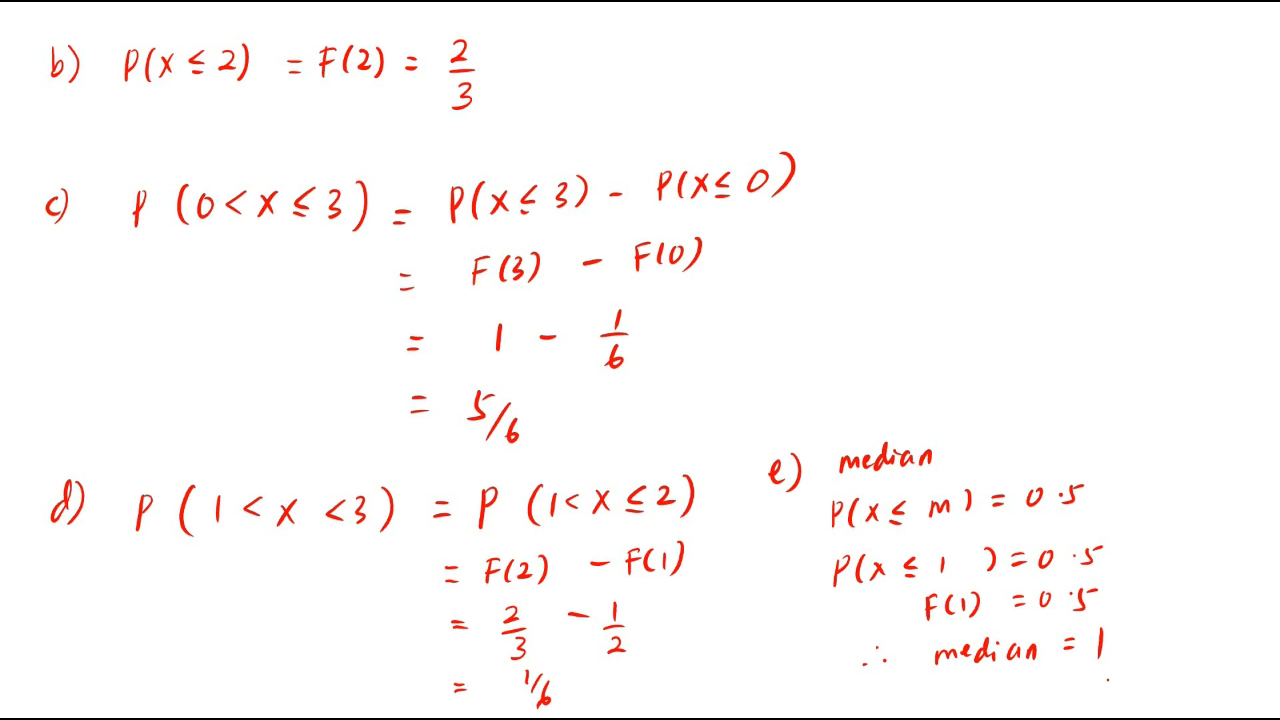 b) P(x ≤ 2) = F(2) = 2/3
c) P (0 < x ≤ 3) = P(x ≤ 3) - P(x ≤ 0)
= F(3) - F(0)
= 1 - 1/6
= 5/6
d) P (1 < x < 3) = P (1 < x ≤ 2)
= F(2) - F(1)
= 2/3 - 1/2
= 1/6
e) median
P(x ≤ m) = 0.5
P(x ≤ 1 ) = 0.5
F(1) = 0.5
∴ median = 1